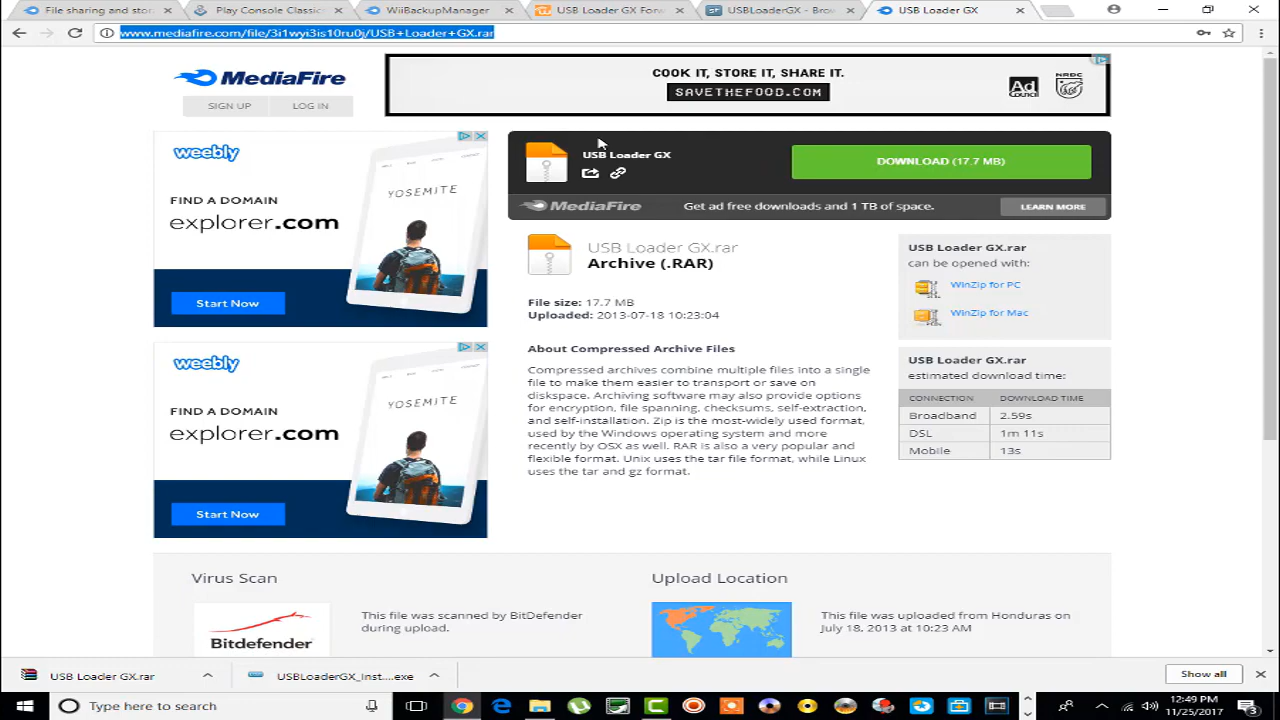 File sharing and stor
Play Console Classics
WiiBackupManager
USB Loader GX Forw
USBLoaderGX - Brow
USB Loader GX
www.mediafire.com/file/3i1wyi3is10ru0j/USB+Loader+GX.rar
MediaFire
SIGN UP
LOG IN
COOK IT, STORE IT, SHARE IT.
SAVETHEFOOD.COM
Ad
COUNCIL
NRDC
weebly
FIND A DOMAIN
explorer.com
Start Now
YOSEMITE
USB Loader GX
DOWNLOAD (17.7 MB)
MediaFire
Get ad free downloads and 1 TB of space.
LEARN MORE
USB Loader GX.rar
Archive (.RAR)
File size: 17.7 MB
Uploaded: 2013-07-18 10:23:04
About Compressed Archive Files
Compressed archives combine multiple files into a single
file to make them easier to transport or save on
diskspace. Archiving software may also provide options
for encryption, file spanning, checksums, self-extraction,
and self-installation. Zip is the most-widely used format,
used by the Windows operating system and more
recently by OSX as well. RAR is also a very popular and
flexible format. Unix uses the tar file format, while Linux
uses the tar and gz format.
USB Loader GX.rar
can be opened with:
WinZip for PC
WinZip for Mac
USB Loader GX.rar
estimated download time:
CONNECTION DOWNLOAD TIME
Broadband 2.59s
DSL 1m 11s
Mobile 13s
weebly
FIND A DOMAIN
explorer.com
Start Now
YOSEMITE
Virus Scan
Bitdefender
This file was scanned by BitDefender
during upload.
Upload Location
This file was uploaded from Honduras on
July 18, 2013 at 10:23 AM
USB Loader GX.rar
USBLoaderGX_Inst....exe
Show all
Type here to search
12:49 PM
11/25/2017
3